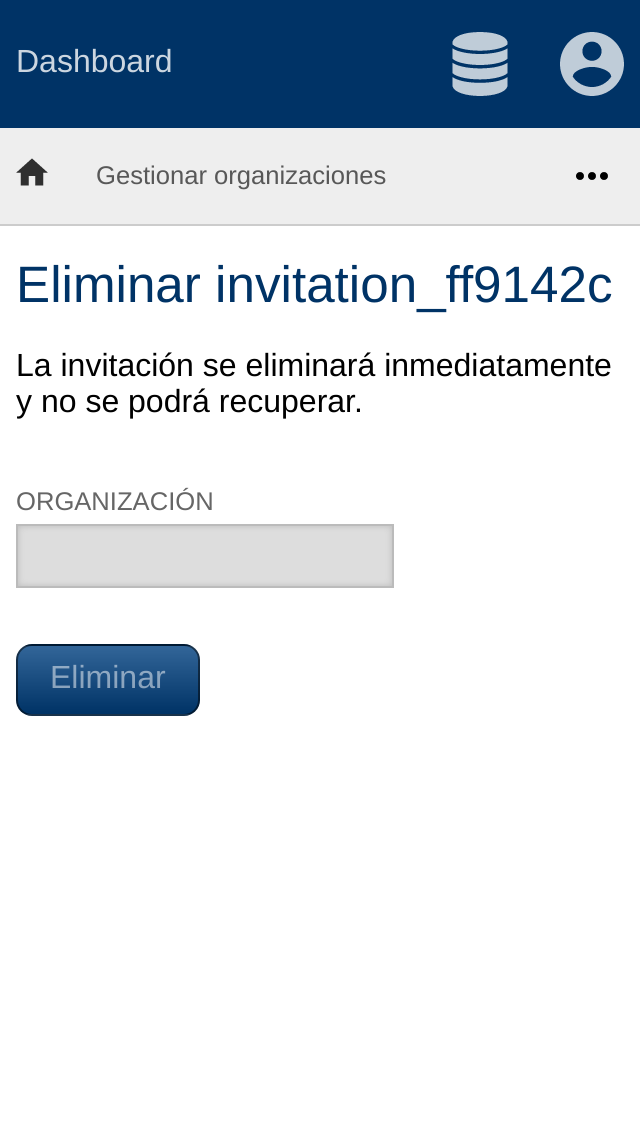 Dashboard
Gestionar organizaciones
Eliminar invitation_ff9142c
La invitación se eliminará inmediatamente
y no se podrá recuperar.
ORGANIZACIÓN
Eliminar